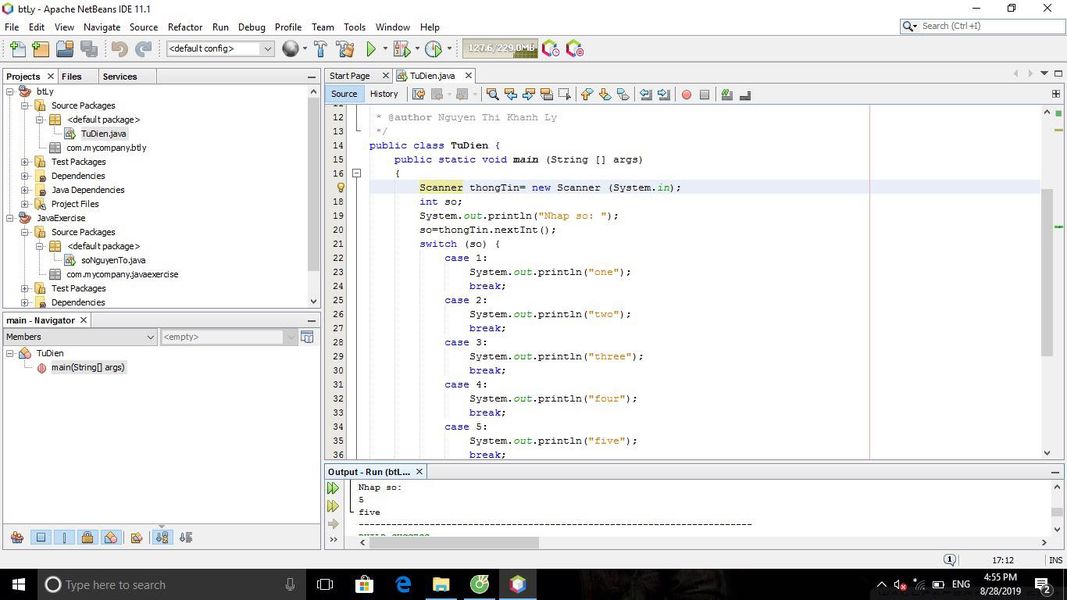 btLy - Apache NetBeans IDE 11.1
File Edit View Navigate Source Refactor Run Debug Profile Team Tools Window Help
Search (Ctrl+I)
<default config>
127.6/229.0MB
Projects Files Services
btLy
Source Packages
<default package>
TuDien.java
com.mycompany.btly
Test Packages
Dependencies
Java Dependencies
Project Files
JavaExercise
Source Packages
<default package>
soNguyenTo.java
com.mycompany.javaexercise
Test Packages
Dependencies
main - Navigator
Members <empty>
TuDien
main(String[] args)
Start Page TuDien.java
Source History
12 * @author Nguyen Thi Khanh Ly
13 */
14 public class TuDien {
15 public static void main (String [] args)
16 {
Scanner thongTin= new Scanner (System.in);
18 int so;
19 System.out.println("Nhap so: ");
20 so=thongTin.nextInt();
21 switch (so) {
22 case 1:
23 System.out.println("one");
24 break;
25 case 2:
26 System.out.println("two");
27 break;
28 case 3:
29 System.out.println("three");
30 break;
31 case 4:
32 System.out.println("four");
33 break;
34 case 5:
35 System.out.println("five");
36 break;
Output - Run (btL...
Nhap so:
5
five
------------------------------------------------------------------------
BUILD SUCCESS
1 17:12 INS
Type here to search
ENG
4:55 PM
8/28/2019
2